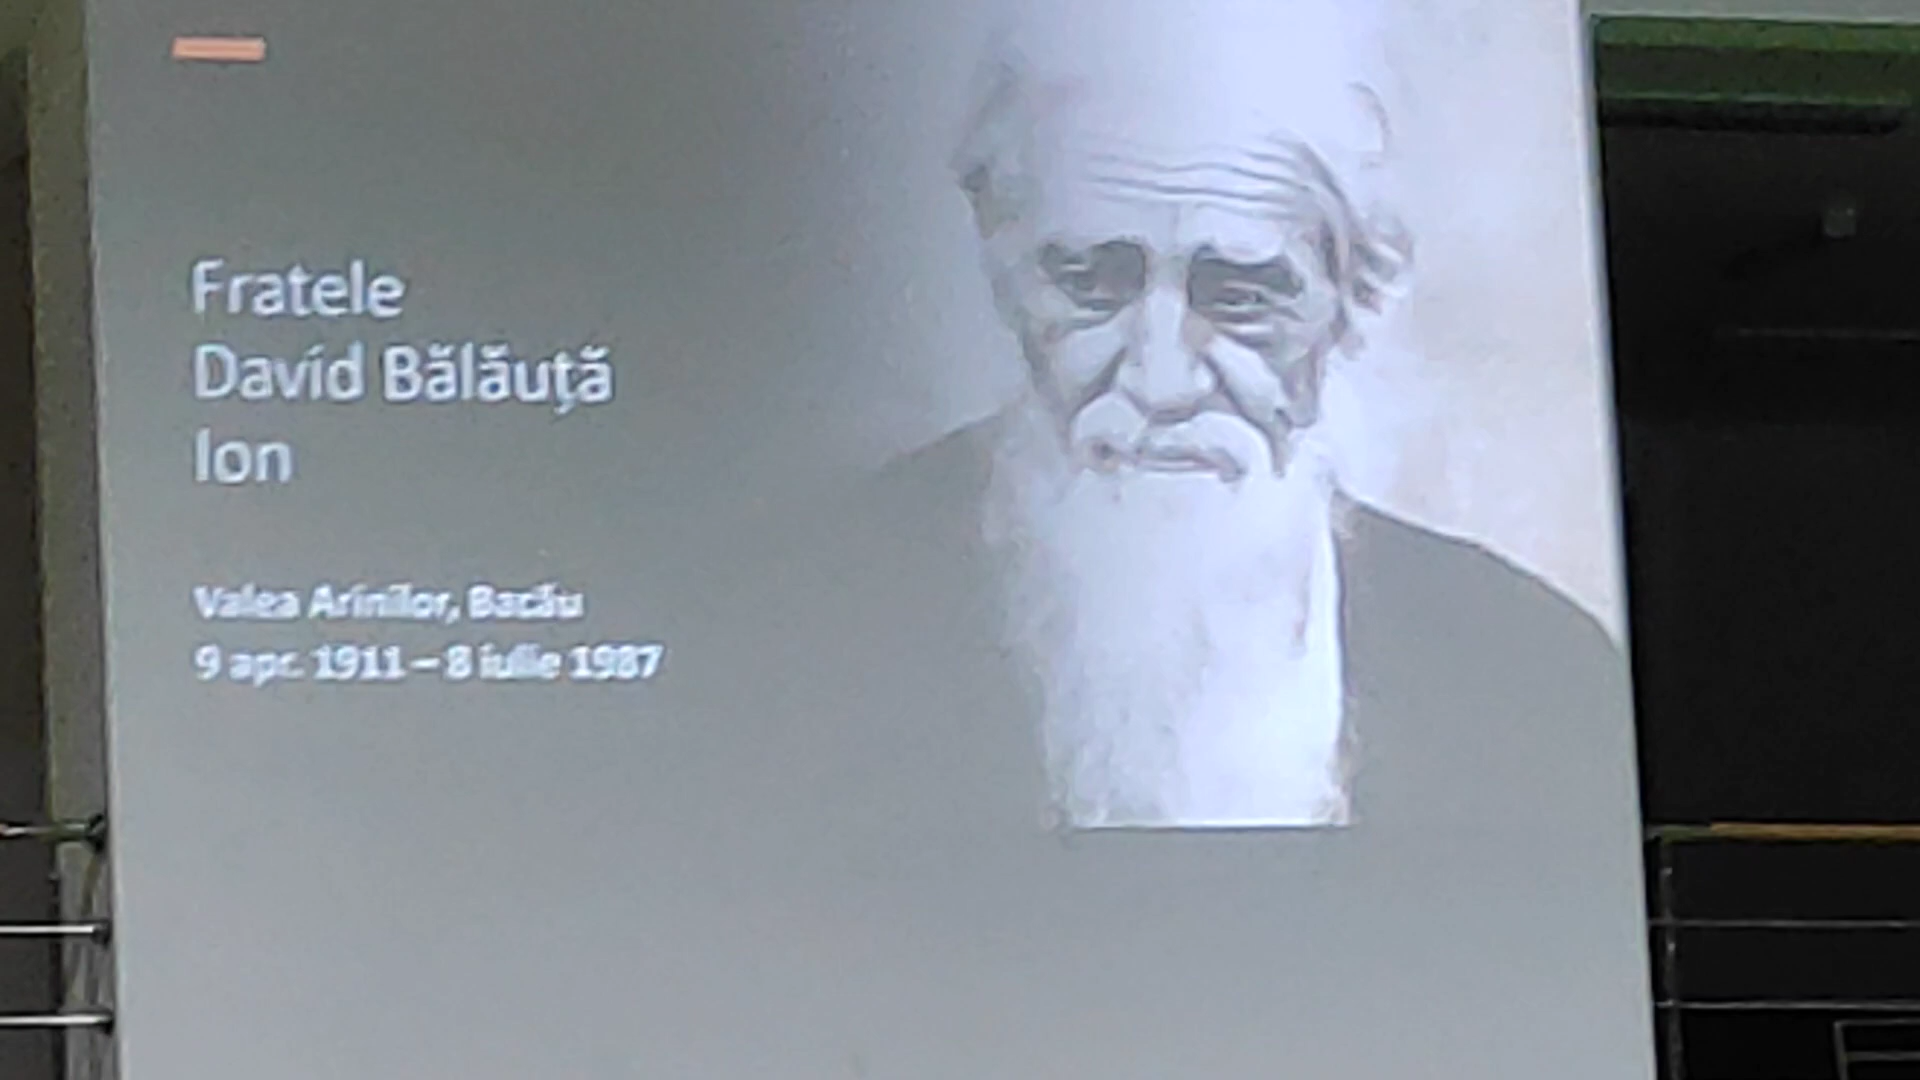 Fratele
David Bălăuță
Ion
Valea Arinilor, Bacău
9 apr. 1911 – 8 iulie 1987